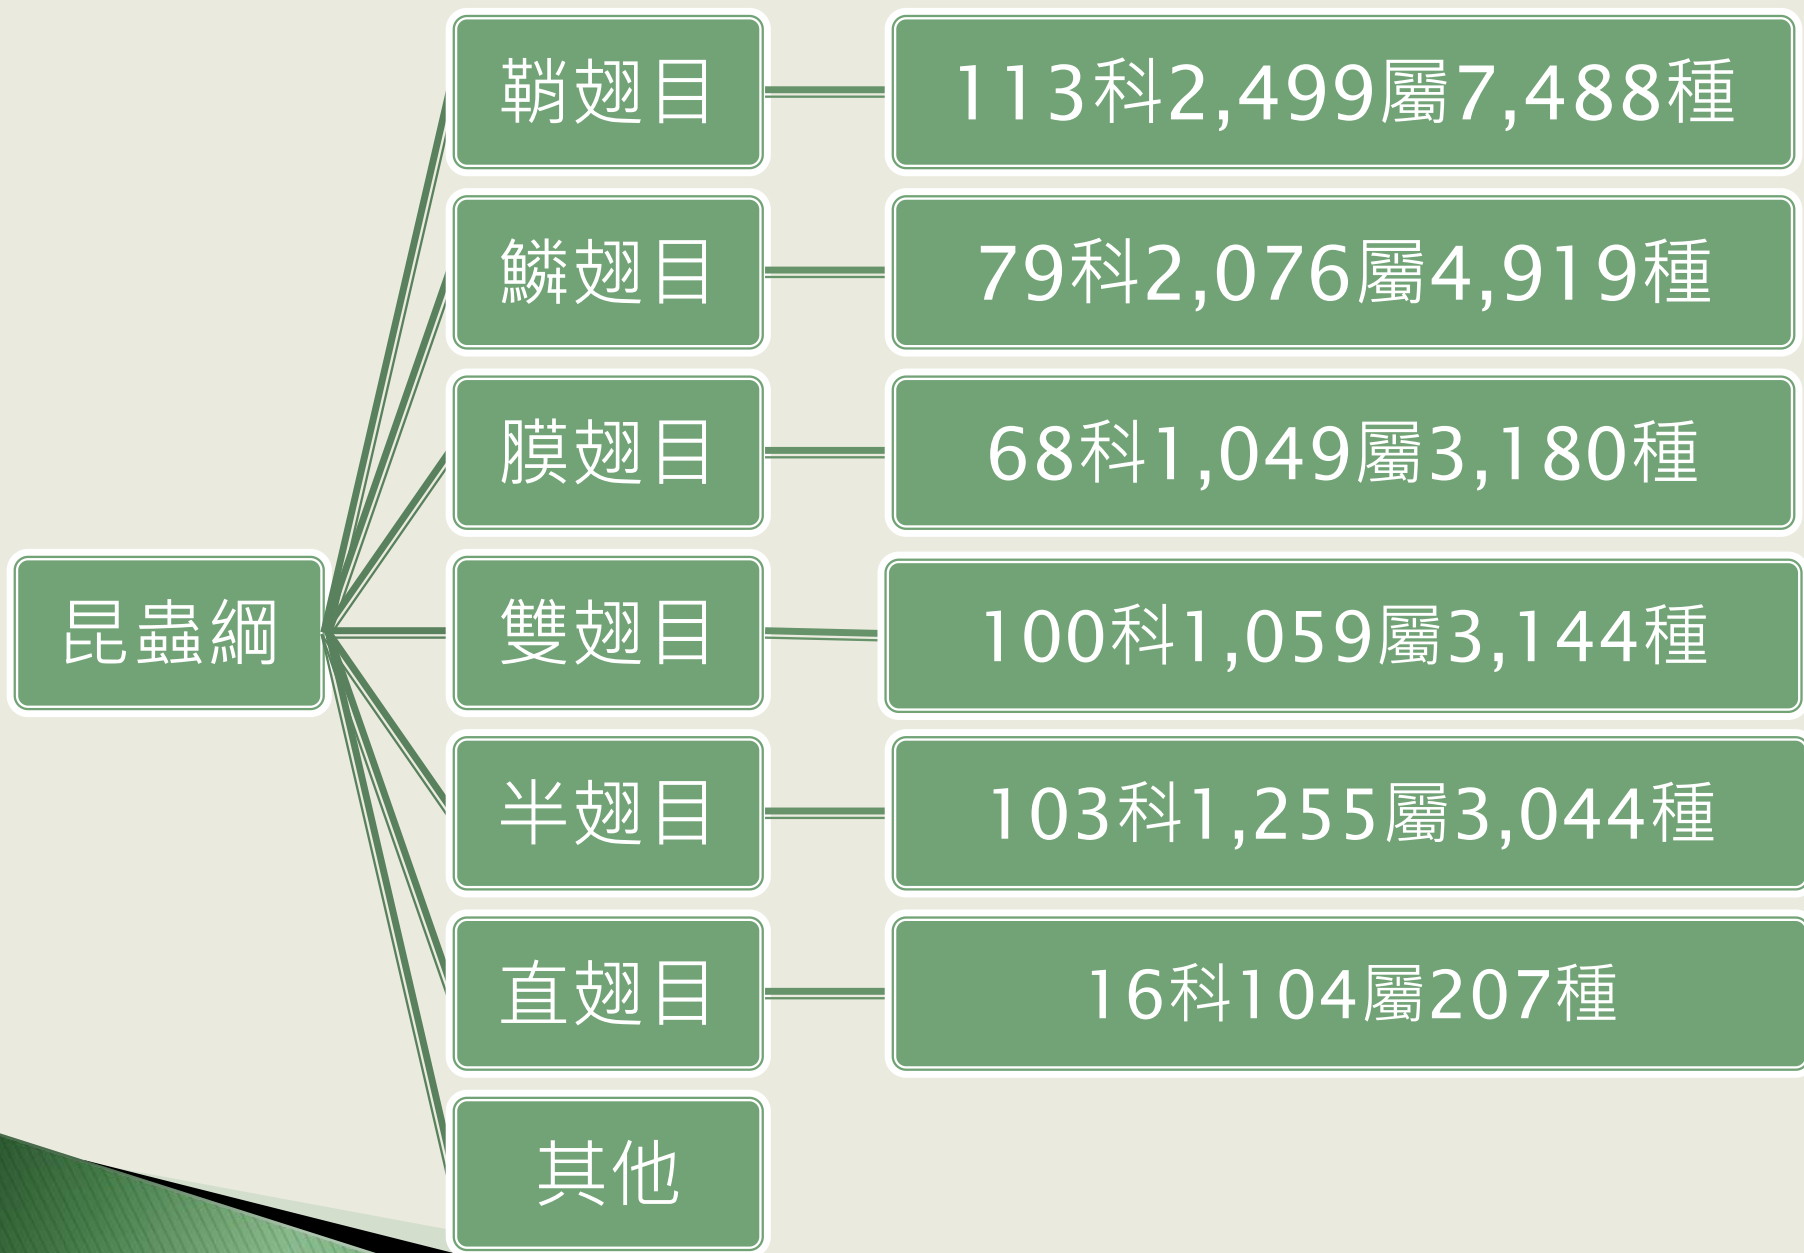 昆蟲綱
鞘翅目
113科2,499屬7,488種
鱗翅目
79科2,076屬4,919種
膜翅目
68科1,049屬3,180種
雙翅目
100科1,059屬3,144種
半翅目
103科1,255屬3,044種
直翅目
16科104屬207種
其他